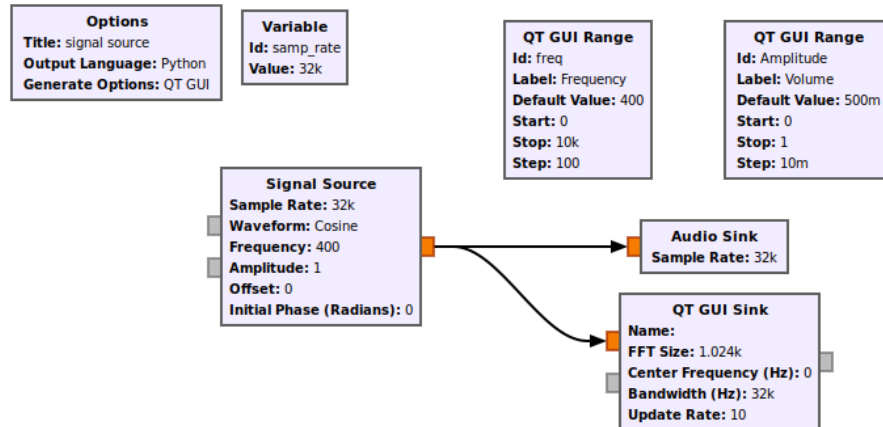 Options
Title: signal source
Output Language: Python
Generate Options: QT GUI
Variable
Id: samp_rate
Value: 32k
QT GUI Range
Id: freq
Label: Frequency
Default Value: 400
Start: 0
Stop: 10k
Step: 100
QT GUI Range
Id: Amplitude
Label: Volume
Default Value: 500m
Start: 0
Stop: 1
Step: 10m
Signal Source
Sample Rate: 32k
Waveform: Cosine
Frequency: 400
Amplitude: 1
Offset: 0
Initial Phase (Radians): 0
Audio Sink
Sample Rate: 32k
QT GUI Sink
Name:
FFT Size: 1.024k
Center Frequency (Hz): 0
Bandwidth (Hz): 32k
Update Rate: 10